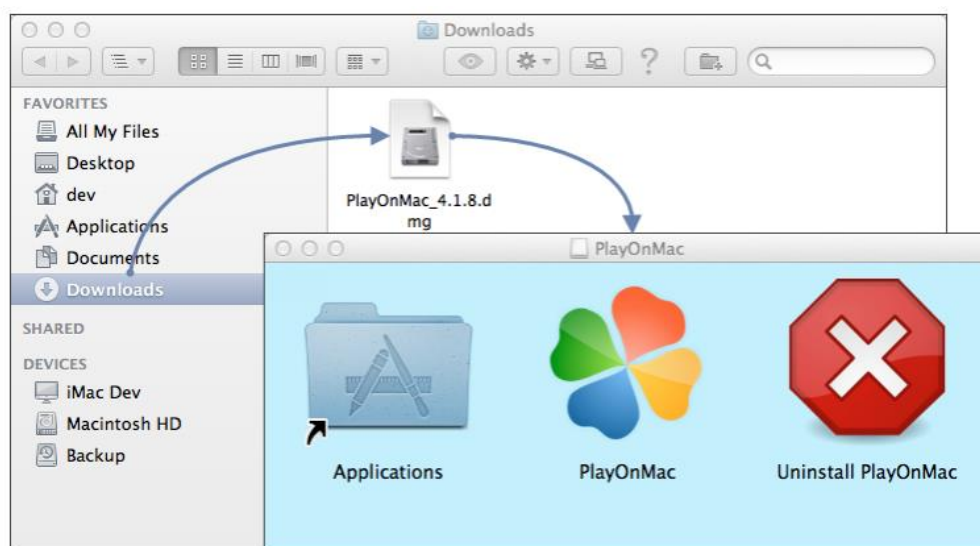 Downloads
?
FAVORITES
All My Files
Desktop
dev
Applications
Documents
Downloads
SHARED
DEVICES
iMac Dev
Macintosh HD
Backup
PlayOnMac_4.1.8.d
mg
PlayOnMac
Applications
PlayOnMac
Uninstall PlayOnMac